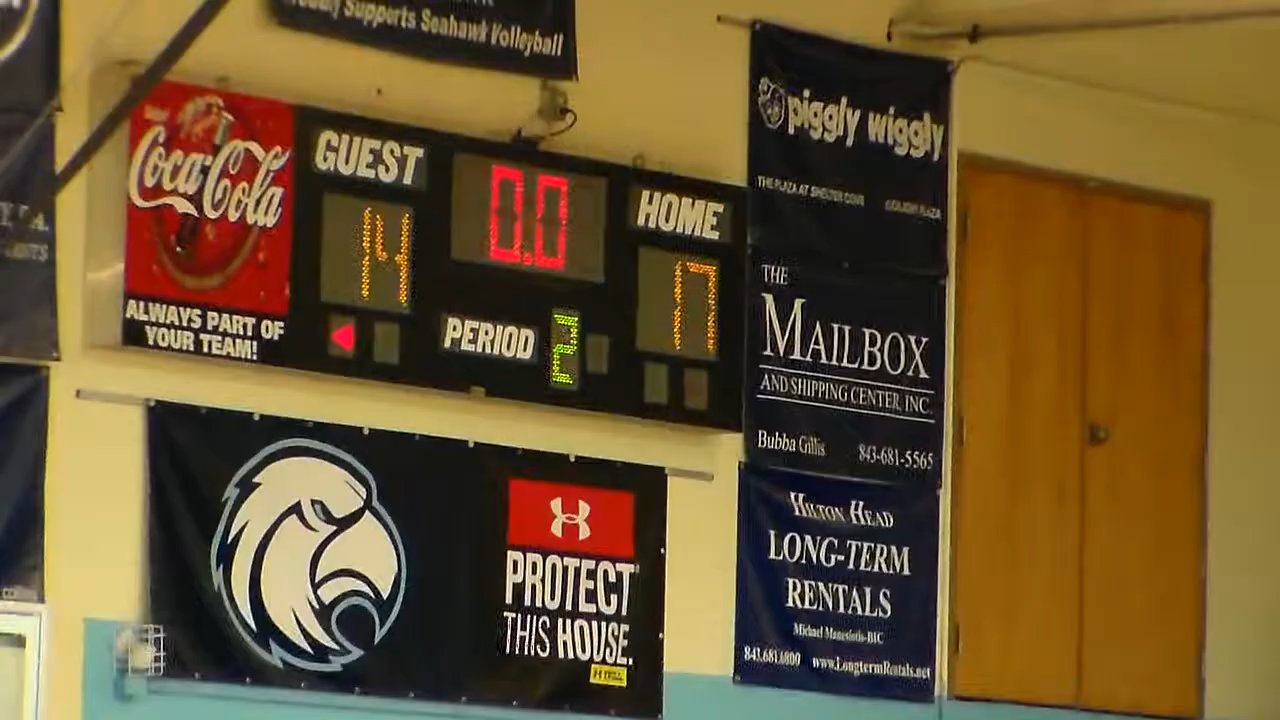 Proudly Supports Seahawk Volleyball
Coca-Cola
ALWAYS PART OF
YOUR TEAM!
GUEST
14
0.0
HOME
17
PERIOD 2
piggly wiggly
THE PLAZA AT SHELTER COVE
THE
MAILBOX
AND SHIPPING CENTER, INC.
Bubba Gillis 843-681-5565
PROTECT
THIS HOUSE.
HILTON HEAD
LONG-TERM
RENTALS
843.681.6800 www.LongtermRentals.net